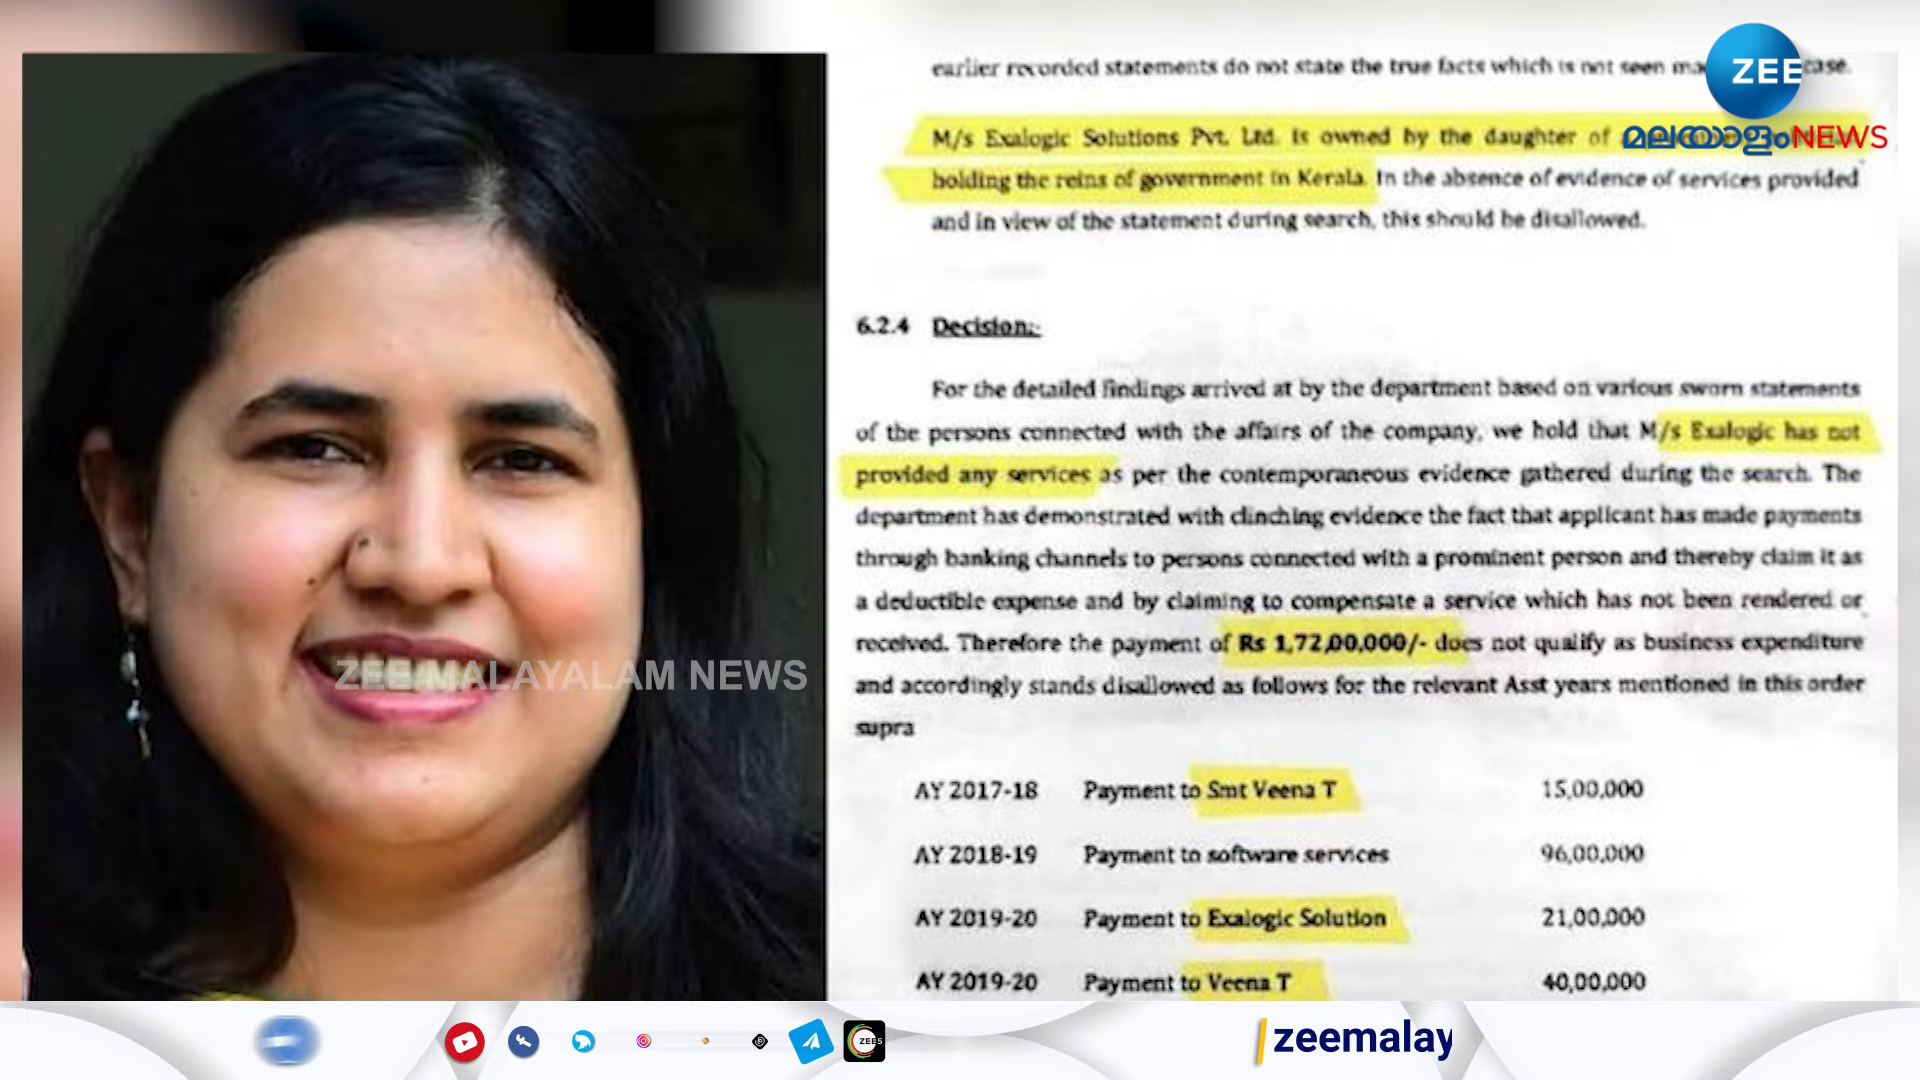 earlier recorded statements do not state the true facts which is not seen case.
ZEE
മലയാളംNEWS
M/s Exalogic Solutions Pvt. Ltd. is owned by the daughter of
holding the reins of government in Kerala. In the absence of evidence of services provided
and in view of the statement during search, this should be disallowed.
6.2.4 Decision:-
For the detailed findings arrived at by the department based on various sworn statements
of the persons connected with the affairs of the company, we hold that M/s Exalogic has not
provided any services as per the contemporaneous evidence gathered during the search. The
department has demonstrated with clinching evidence the fact that applicant has made payments
through banking channels to persons connected with a prominent person and thereby claim it as
a deductible expense and by claiming to compensate a service which has not been rendered or
received. Therefore the payment of Rs 1,72,00,000/- does not qualify as business expenditure
and accordingly stands disallowed as follows for the relevant Asst years mentioned in this order
supra
AY 2017-18 Payment to Smt Veena T 15,00,000
AY 2018-19 Payment to software services 96,00,000
AY 2019-20 Payment to Exalogic Solution 21,00,000
AY 2019-20 Payment to Veena T 40,00,000
ZEE MALAYALAM NEWS
ZEE5
zeemalay